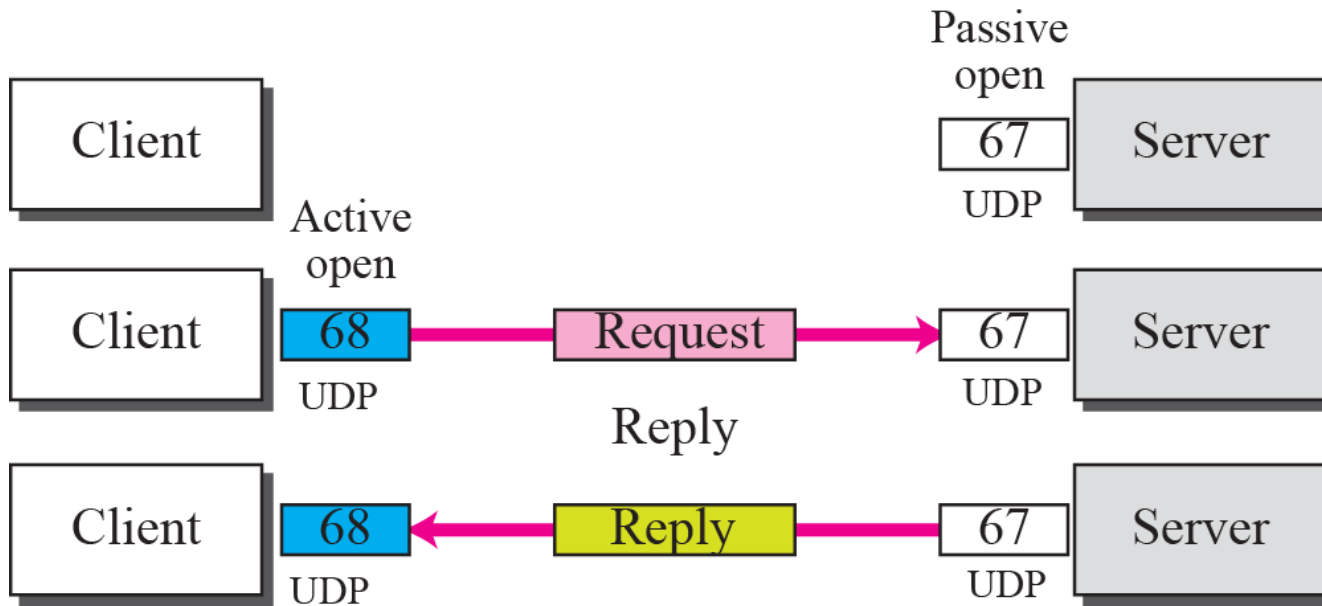 Passive
open
Client
67
Server
UDP
Active
open
Client
68
Request
67
Server
UDP
UDP
Reply
Client
68
Reply
67
Server
UDP
UDP